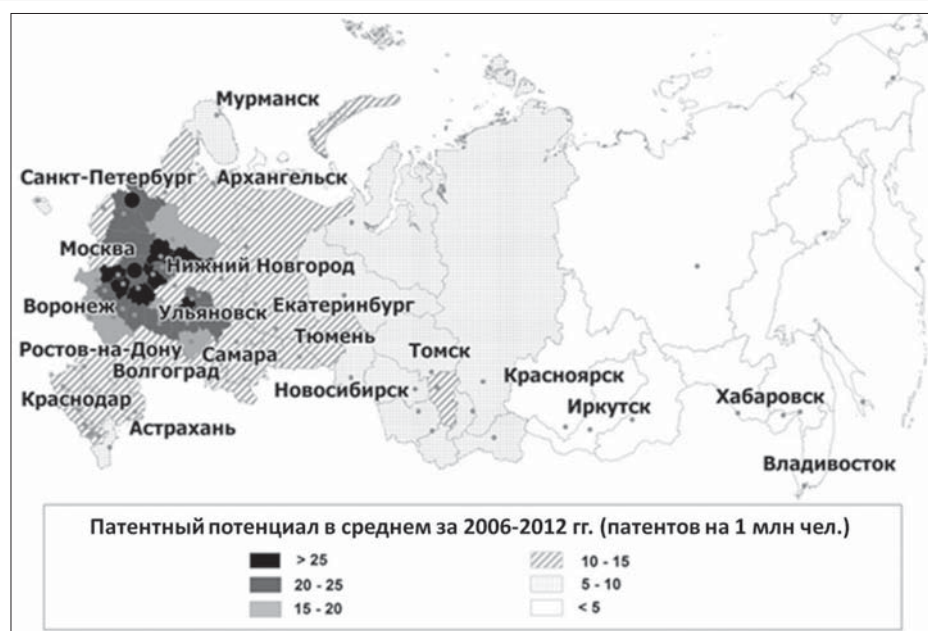 Мурманск
Санкт-Петербург
Архангельск
Москва
Нижний Новгород
Воронеж
Ульяновск
Екатеринбург
Тюмень
Ростов-на-Дону
Самара
Томск
Волгоград
Красноярск
Новосибирск
Краснодар
Иркутск
Хабаровск
Астрахань
Владивосток
Патентный потенциал в среднем за 2006-2012 гг. (патентов на 1 млн чел.)
> 25
10 - 15
20 - 25
5 - 10
15 - 20
< 5